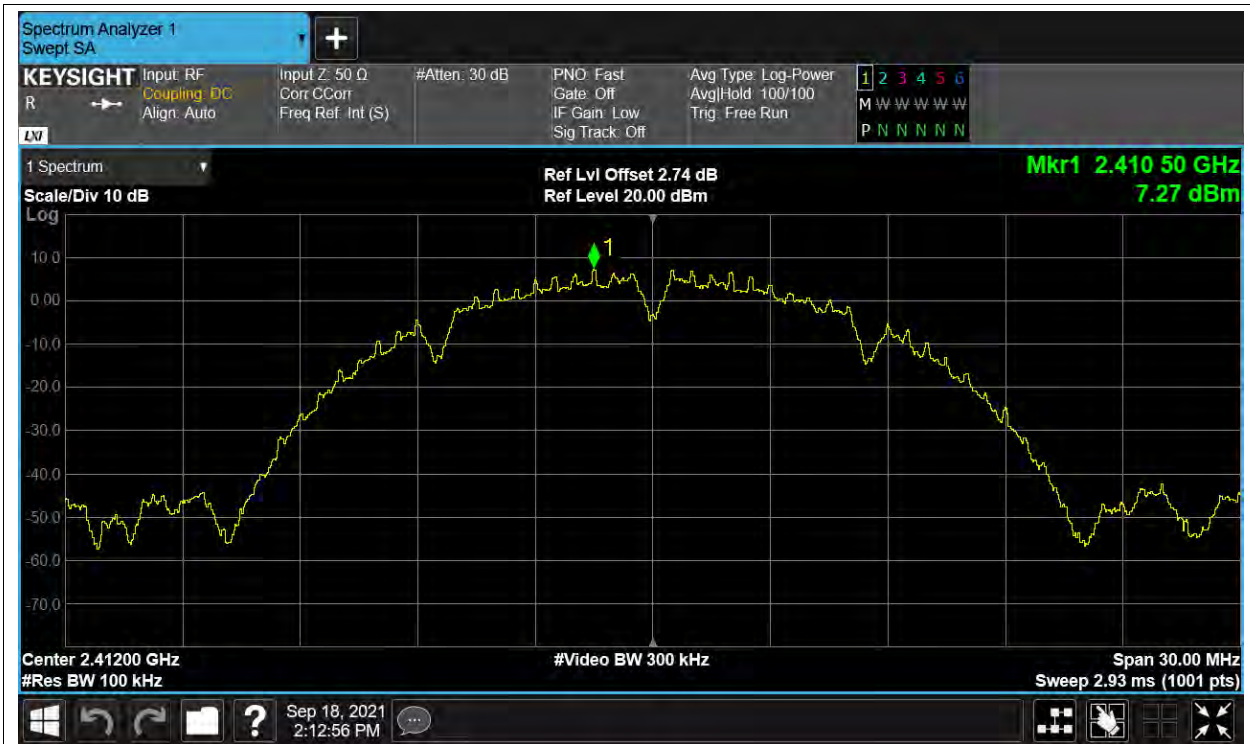 Spectrum Analyzer 1
Swept SA
+
KEYSIGHT Input: RF
R
Coupling: DC
Align: Auto
LXI
Input Z: 50 Ω
Corr CCorr
Freq Ref: Int (S)
#Atten: 30 dB
PNO: Fast
Gate: Off
IF Gain: Low
Sig Track: Off
Avg Type: Log-Power
Avg|Hold: 100/100
Trig: Free Run
1 2 3 4 5 6
M W W W W W
P N N N N N
1 Spectrum
Scale/Div 10 dB
Ref Lvl Offset 2.74 dB
Ref Level 20.00 dBm
Mkr1 2.410 50 GHz
7.27 dBm
Log
1
10.0
0.00
-10.0
-20.0
-30.0
-40.0
-50.0
-60.0
-70.0
Center 2.41200 GHz
#Res BW 100 kHz
#Video BW 300 kHz
Span 30.00 MHz
Sweep 2.93 ms (1001 pts)
?
Sep 18, 2021
2:12:56 PM